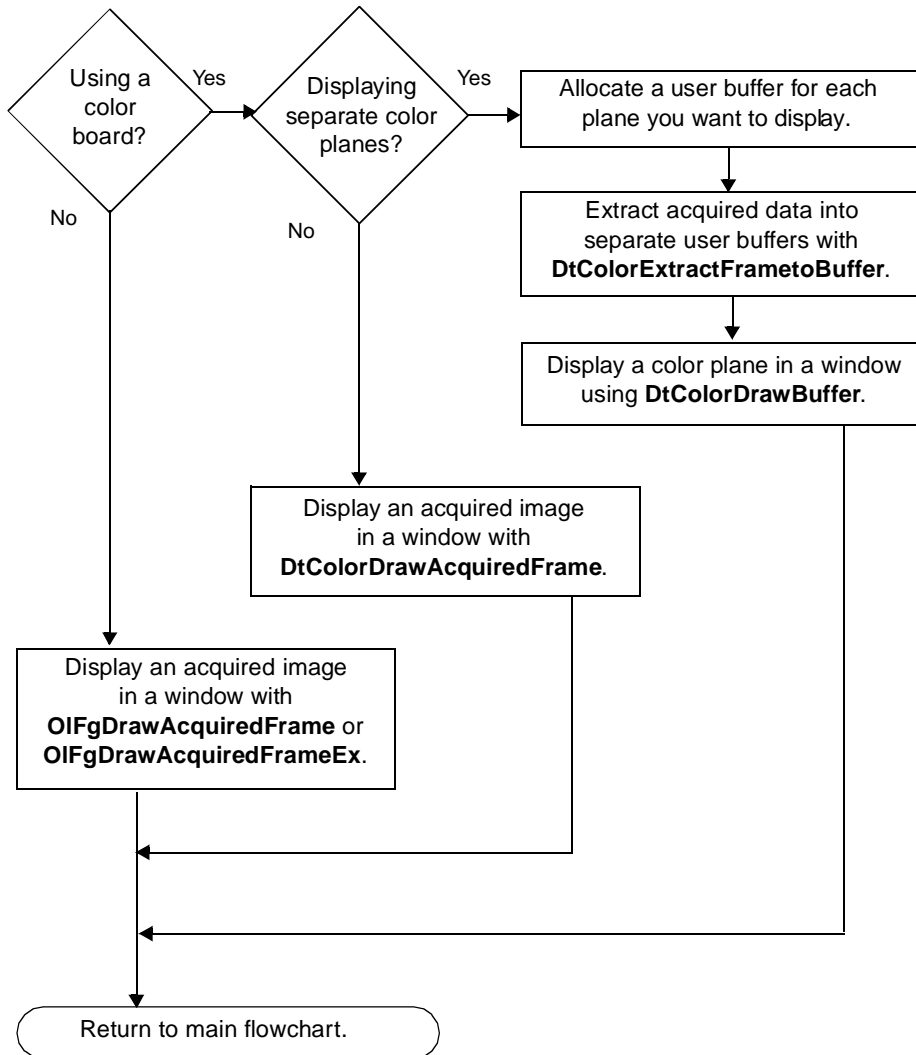 Using a
color
board?
Yes
No
Displaying
separate color
planes?
Yes
No
Allocate a user buffer for each
plane you want to display.
Extract acquired data into
separate user buffers with
DtColorExtractFrametoBuffer.
Display a color plane in a window
using DtColorDrawBuffer.
Display an acquired image
in a window with
DtColorDrawAcquiredFrame.
Display an acquired image
in a window with
OlFgDrawAcquiredFrame or
OlFgDrawAcquiredFrameEx.
Return to main flowchart.